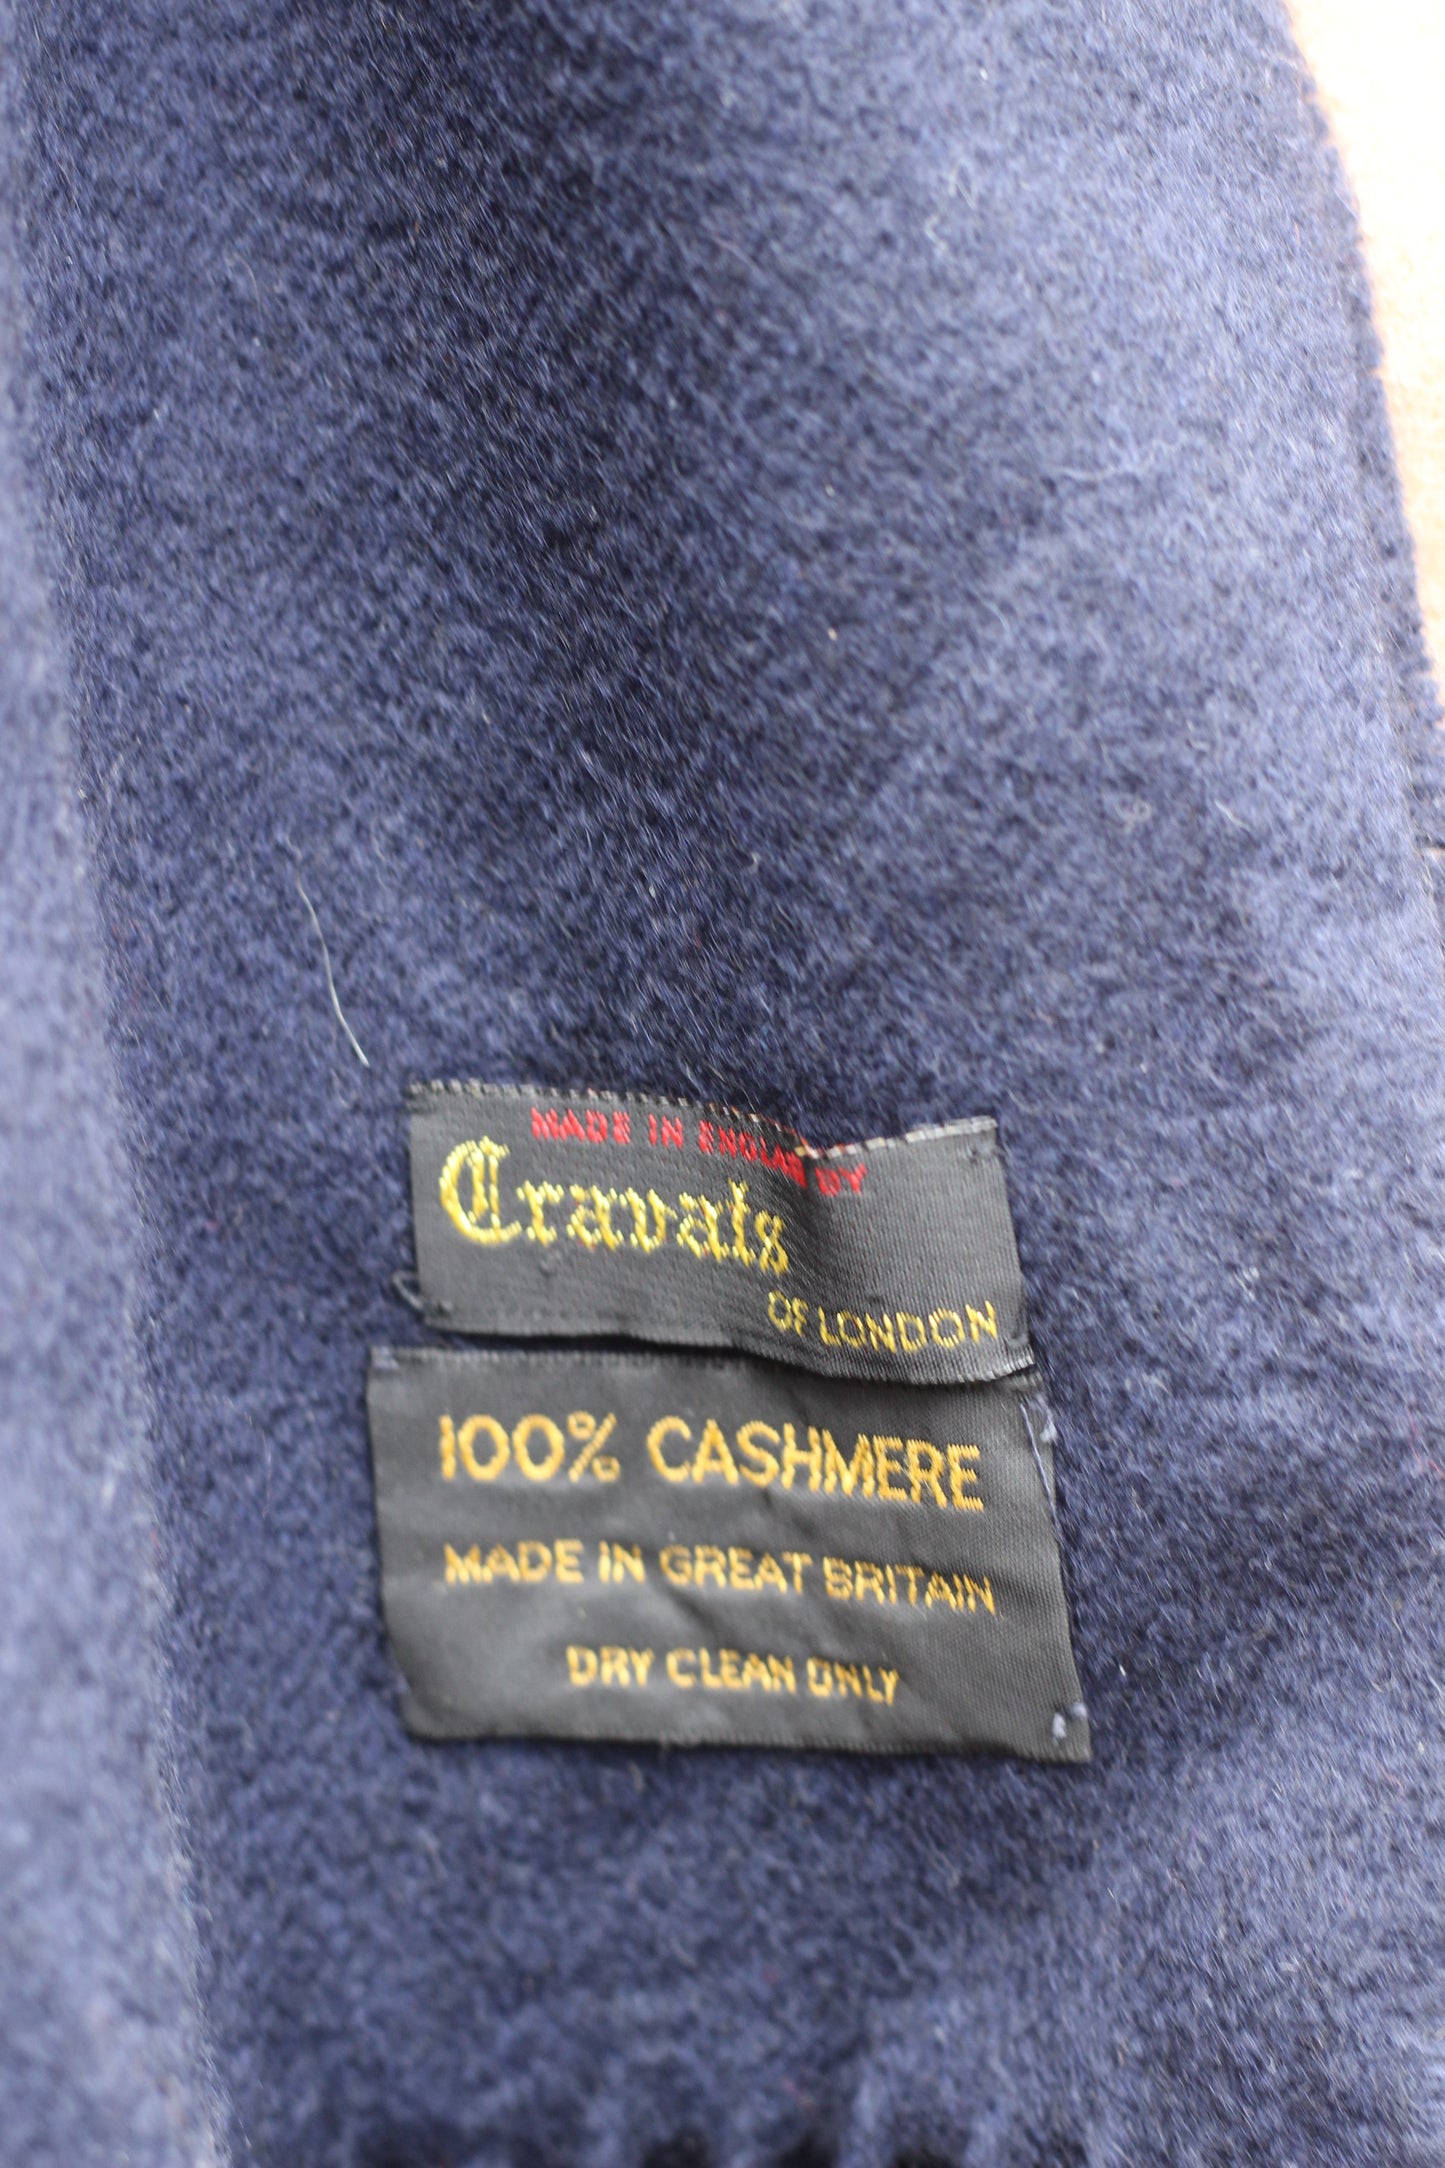 MADE IN ENGLAND BY
Cravats
OF LONDON
100% CASHMERE
MADE IN GREAT BRITAIN
DRY CLEAN ONLY